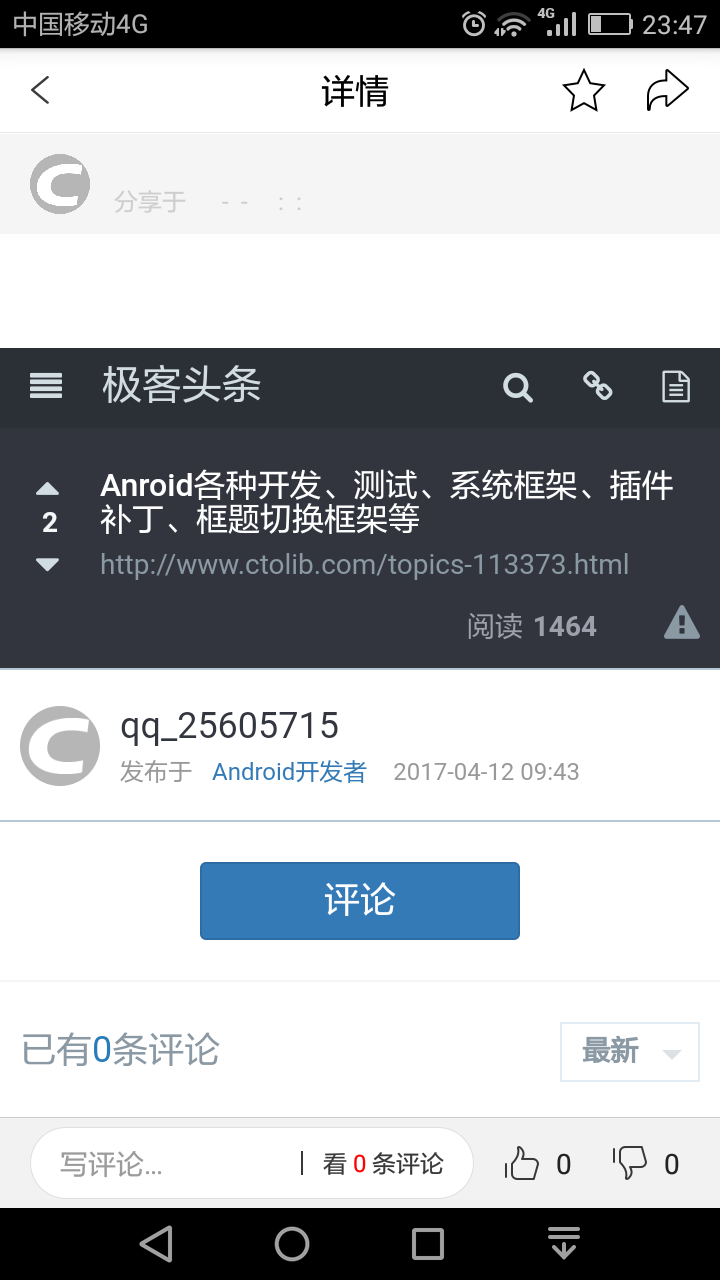 中国移动4G
4G
23:47
详情
分享于 - - : :
极客头条
Anroid各种开发、测试、系统框架、插件
补丁、框题切换框架等
2
http://www.ctolib.com/topics-113373.html
阅读 1464
qq_25605715
发布于 Android开发者 2017-04-12 09:43
评论
已有0条评论
最新
写评论... | 看 0 条评论
0
0